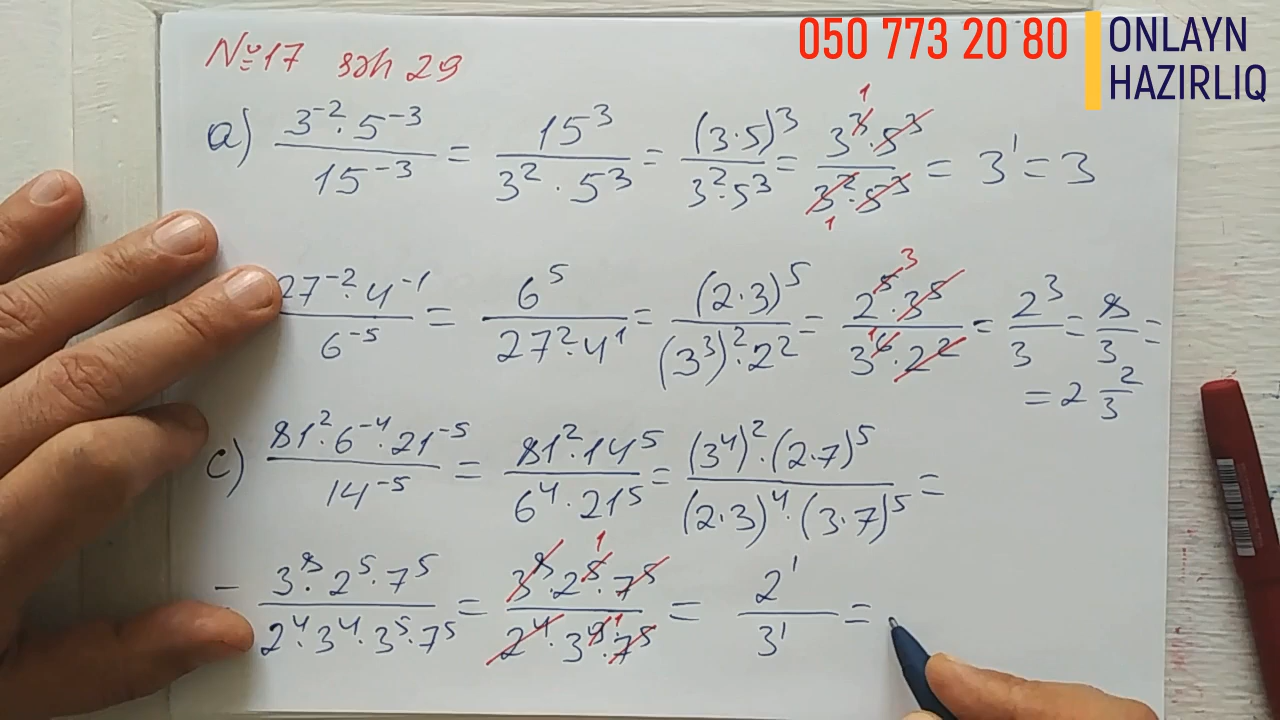 050 773 20 80
ONLAYN
HAZIRLIQ
№17 səh 29
a) (3⁻² · 5⁻³)/(15⁻³) = (15³)/(3² · 5³) = ((3·5)³)/(3²·5³) = (3³·5³)/(3²·5³) = 3¹ = 3
(27⁻² · 4⁻¹)/(6⁻⁵) = (6⁵)/(27²·4¹) = ((2·3)⁵)/((3³)²·2²) = (2⁵·3⁵)/(3⁶·2²) = (2³)/(3) = 8/3 =
= 2 2/3
c) (81²·6⁻⁴·21⁻⁵)/(14⁻⁵) = (81²·14⁵)/(6⁴·21⁵) = ((3⁴)²·(2·7)⁵)/((2·3)⁴·(3·7)⁵) =
= (3⁸·2⁵·7⁵)/(2⁴·3⁴·3⁵·7⁵) = (3⁸·2⁵·7⁵)/(2⁴·3⁹·7⁵) = (2¹)/(3¹) =